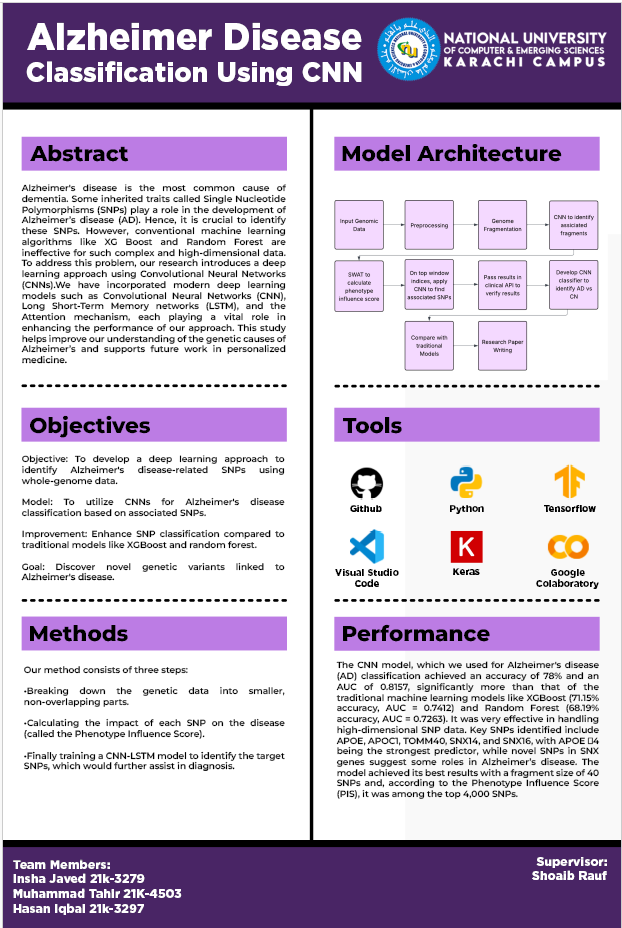 Alzheimer Disease
Classification Using CNN
NATIONAL UNIVERSITY
OF COMPUTER & EMERGING SCIENCES
KARACHI CAMPUS
Abstract
Alzheimer's disease is the most common cause of
dementia. Some inherited traits called Single Nucleotide
Polymorphisms (SNPs) play a role in the development of
Alzheimer's disease (AD). Hence, it is crucial to identify
these SNPs. However, conventional machine learning
algorithms like XG Boost and Random Forest are
ineffective for such complex and high-dimensional data.
To address this problem, our research introduces a deep
learning approach using Convolutional Neural Networks
(CNNs).We have incorporated modern deep learning
models such as Convolutional Neural Networks (CNN),
Long Short-Term Memory networks (LSTM), and the
Attention mechanism, each playing a vital role in
enhancing the performance of our approach. This study
helps improve our understanding of the genetic causes of
Alzheimer's and supports future work in personalized
medicine.
Objectives
Objective: To develop a deep learning approach to
identify Alzheimer's disease-related SNPs using
whole-genome data.
Model: To utilize CNNs for Alzheimer's disease
classification based on associated SNPs.
Improvement: Enhance SNP classification compared to
traditional models like XGBoost and random forest.
Goal: Discover novel genetic variants linked to
Alzheimer's disease.
Methods
Our method consists of three steps:
•Breaking down the genetic data into smaller,
non-overlapping parts.
•Calculating the impact of each SNP on the disease
(called the Phenotype Influence Score).
•Finally training a CNN-LSTM model to identify the target
SNPs, which would further assist in diagnosis.
Model Architecture
Input Genomic
Data
Preprocessing
Genome
Fragmentation
CNN to identify
assiciated
fragments
SWAT to
calculate
phenotype
influence score
On top window
indices, apply
CNN to find
associated SNPs
Pass results in
clinical API to
verify results
Develop CNN
classifier to
identify AD vs
CN
Compare with
traditional
Models
Research Paper
Writing
Tools
Github
Python
Tensorflow
Visual Studio
Code
Keras
Google
Colaboratory
Performance
The CNN model, which we used for Alzheimer's disease
(AD) classification achieved an accuracy of 78% and an
AUC of 0.8157, significantly more than that of the
traditional machine learning models like XGBoost (71.15%
accuracy, AUC = 0.7412) and Random Forest (68.19%
accuracy, AUC = 0.7263). It was very effective in handling
high-dimensional SNP data. Key SNPs identified include
APOE, APOC1, TOMM40, SNX14, and SNX16, with APOE 4
being the strongest predictor, while novel SNPs in SNX
genes suggest some roles in Alzheimer's disease. The
model achieved its best results with a fragment size of 40
SNPs and, according to the Phenotype Influence Score
(PIS), it was among the top 4,000 SNPs.
Team Members:
Insha Javed 21k-3279
Muhammad Tahir 21K-4503
Hasan Iqbal 21k-3297
Supervisor:
Shoaib Rauf